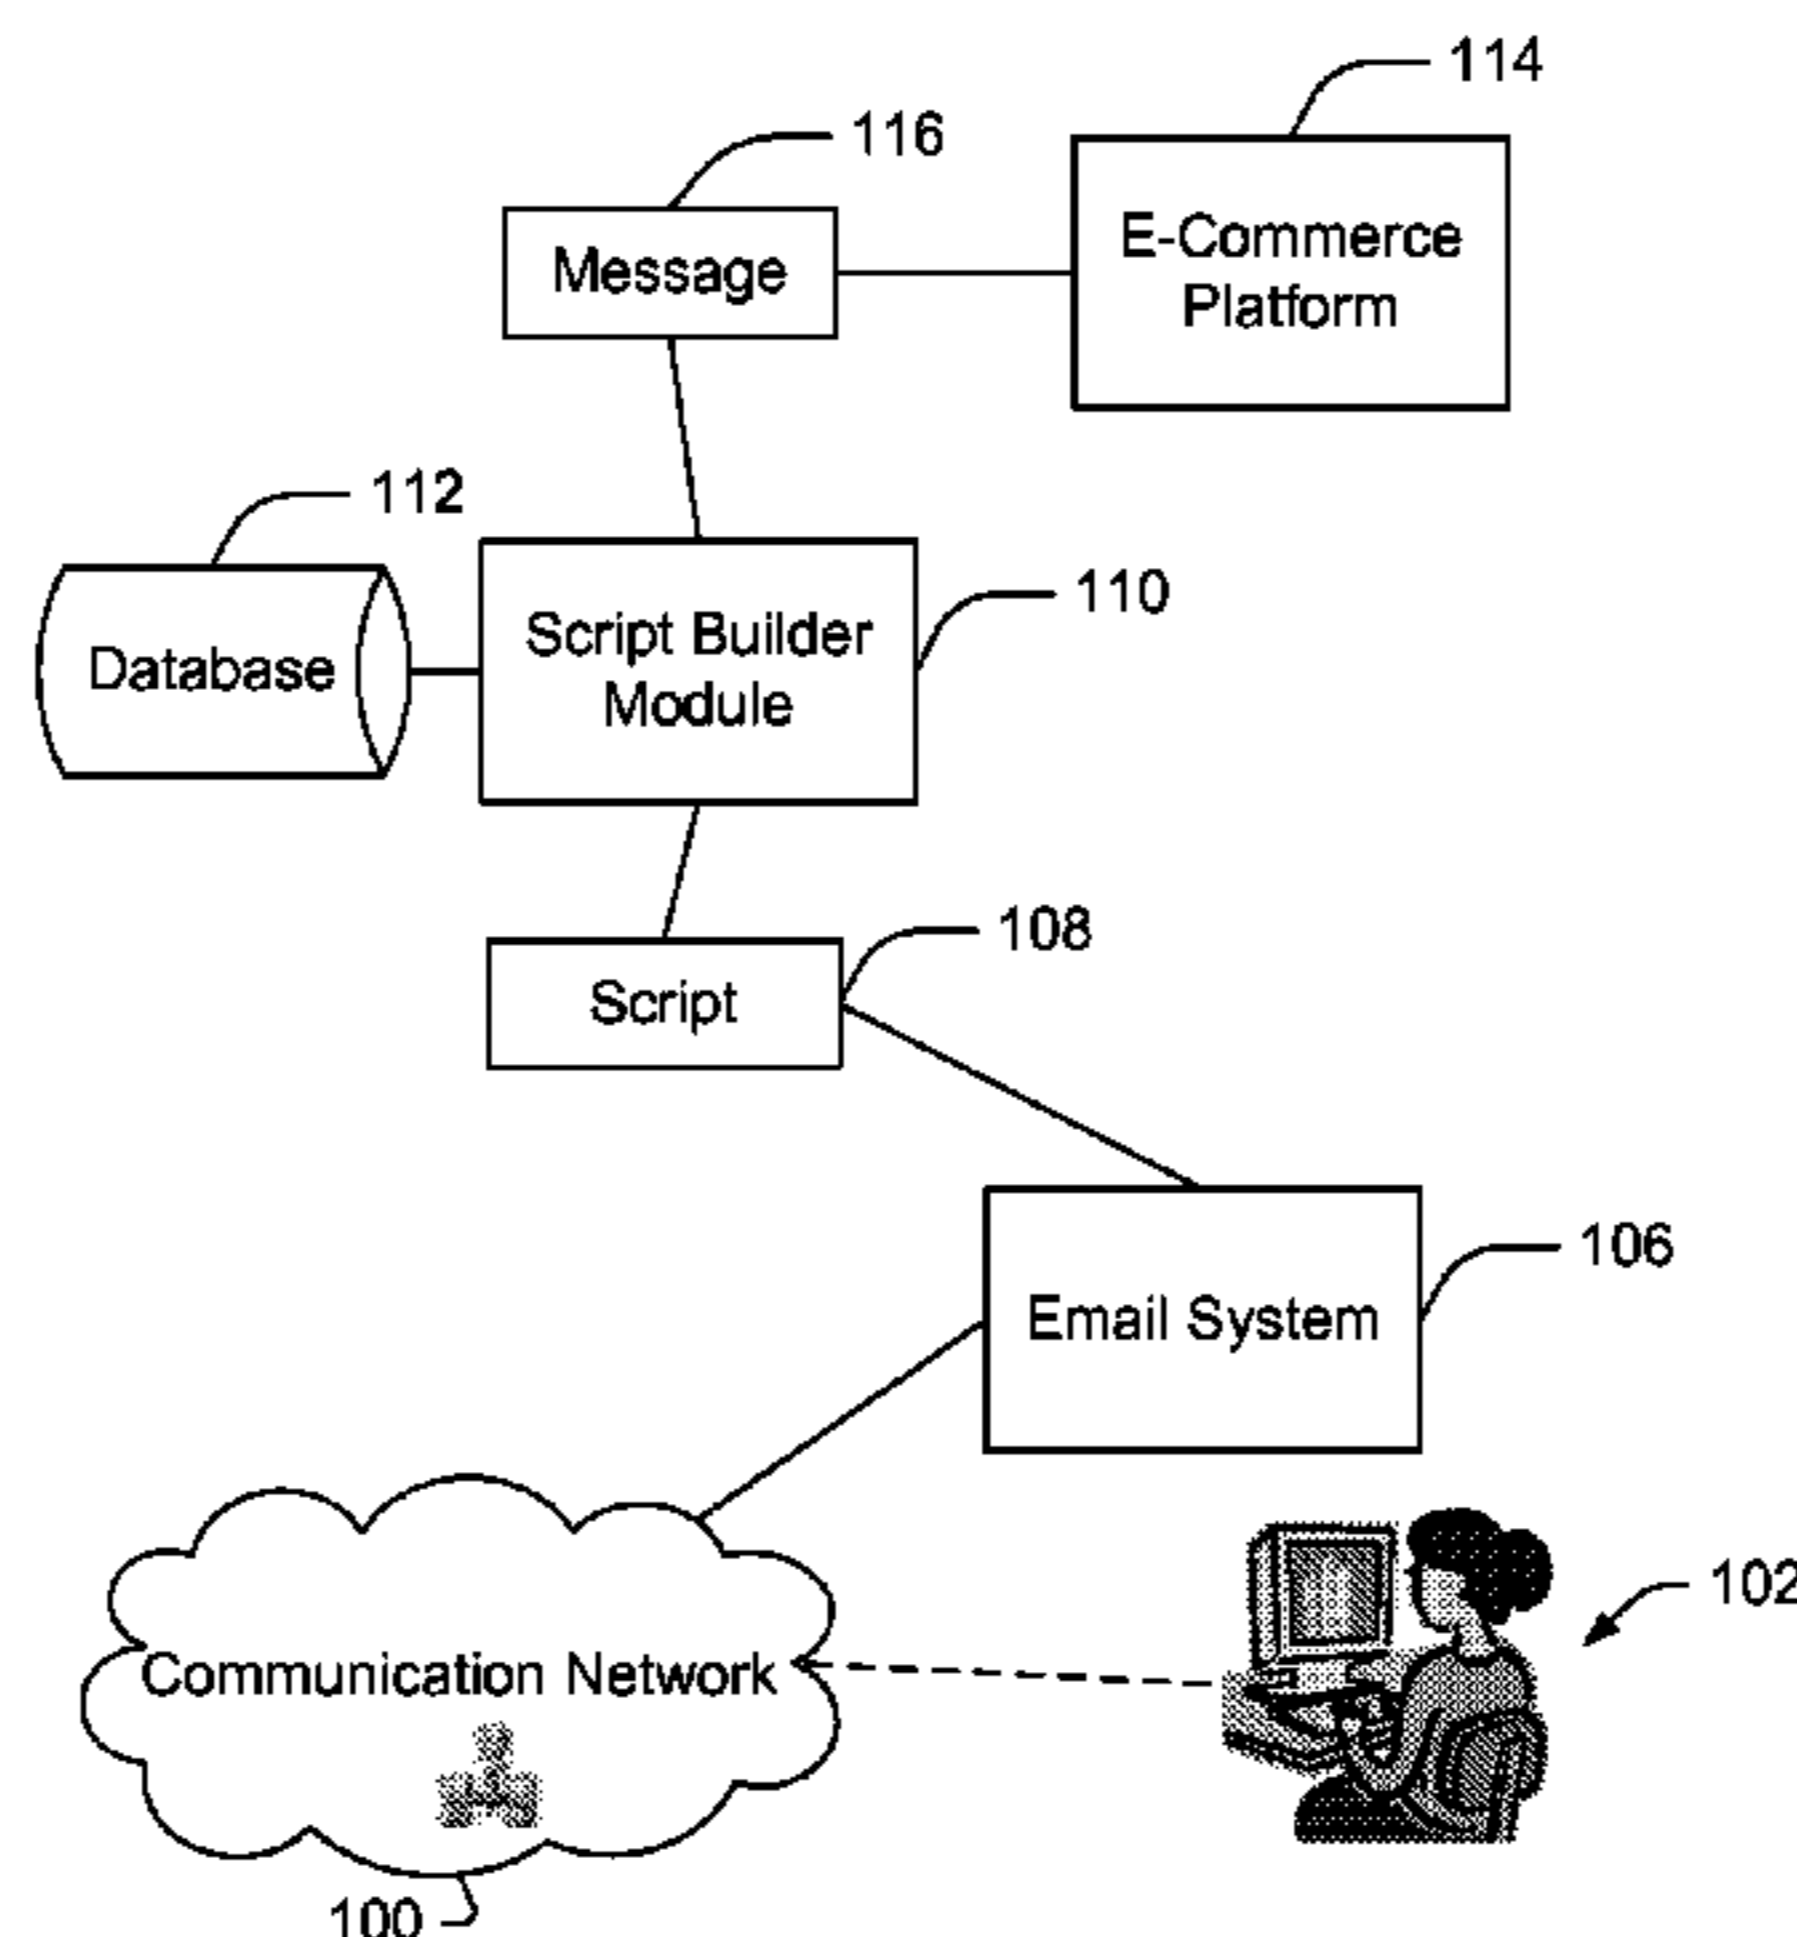 114
116
E-Commerce
Platform
Message
112
110
Script Builder
Module
Database
108
Script
106
Email System
102
Communication Network
100